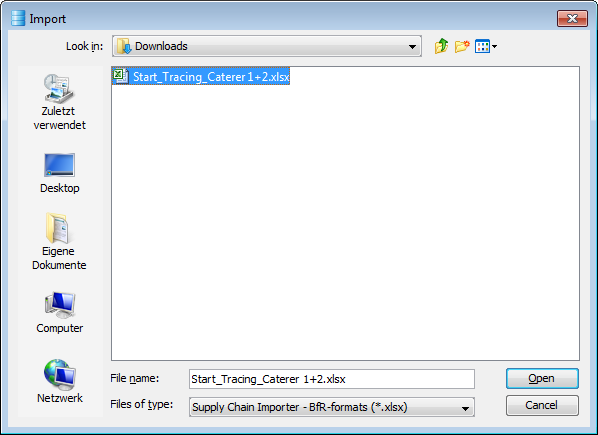 Import
Look in: Downloads
Start_Tracing_Caterer 1+2.xlsx
Zuletzt
verwendet
Desktop
Eigene
Dokumente
Computer
Netzwerk
File name: Start_Tracing_Caterer 1+2.xlsx
Open
Files of type: Supply Chain Importer - BfR-formats (*.xlsx)
Cancel